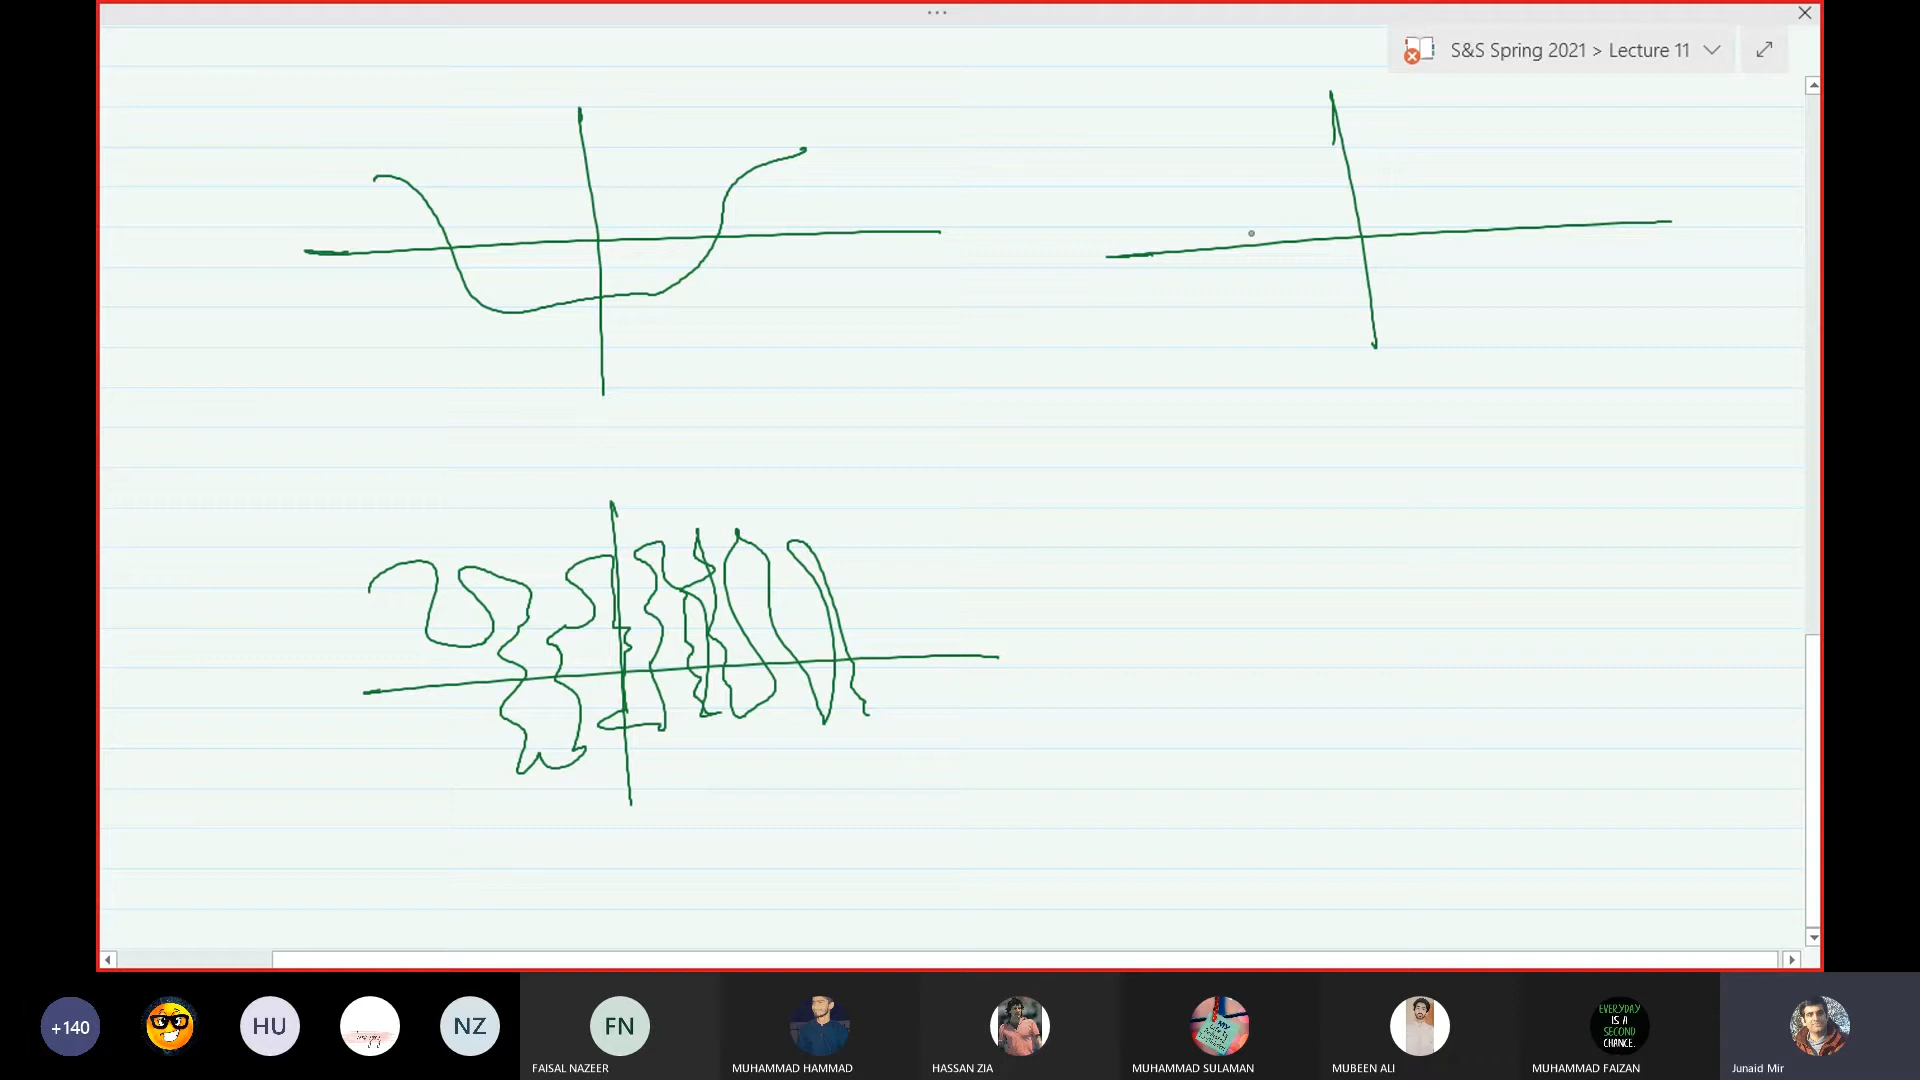 S&S Spring 2021 > Lecture 11
+140
HU
NZ
FN
EVERYDAY
IS A
SECOND
CHANCE.
FAISAL NAZEER
MUHAMMAD HAMMAD
HASSAN ZIA
MUHAMMAD SULAMAN
MUBEEN ALI
MUHAMMAD FAIZAN
Junaid Mir